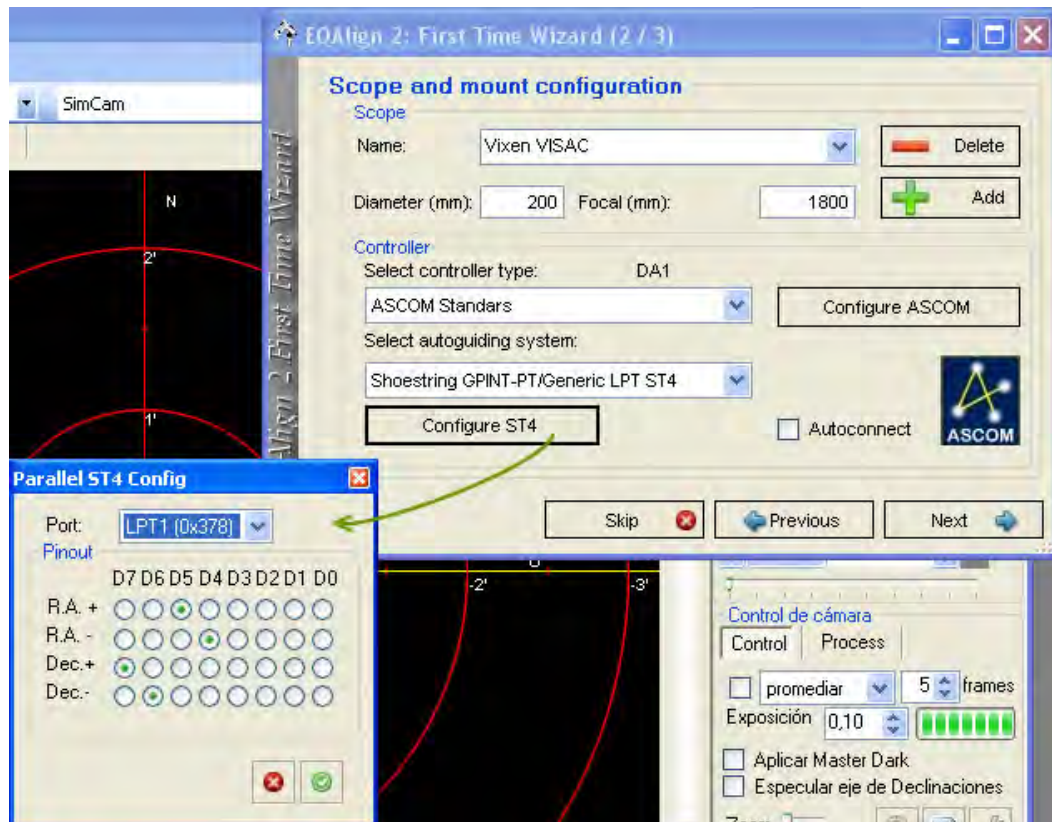 EQAlign 2: First Time Wizard (2 / 3)
SimCam
Scope and mount configuration
Scope
Name: Vixen VISAC Delete
Diameter (mm): 200 Focal (mm): 1800 Add
Controller
Select controller type: DA1
ASCOM Standars Configure ASCOM
Select autoguiding system:
Shoestring GPINT-PT/Generic LPT ST4
Configure ST4 Autoconnect ASCOM
Skip Previous Next
Align 2 First Time Wizard
N
2'
1'
-2' -3'
Parallel ST4 Config
Port: LPT1 (0x378)
Pinout
D7 D6 D5 D4 D3 D2 D1 D0
R.A. +
R.A. -
Dec.+
Dec.-
Control de cámara
Control Process
promediar 5 frames
Exposición 0,10
Aplicar Master Dark
Especular eje de Declinaciones